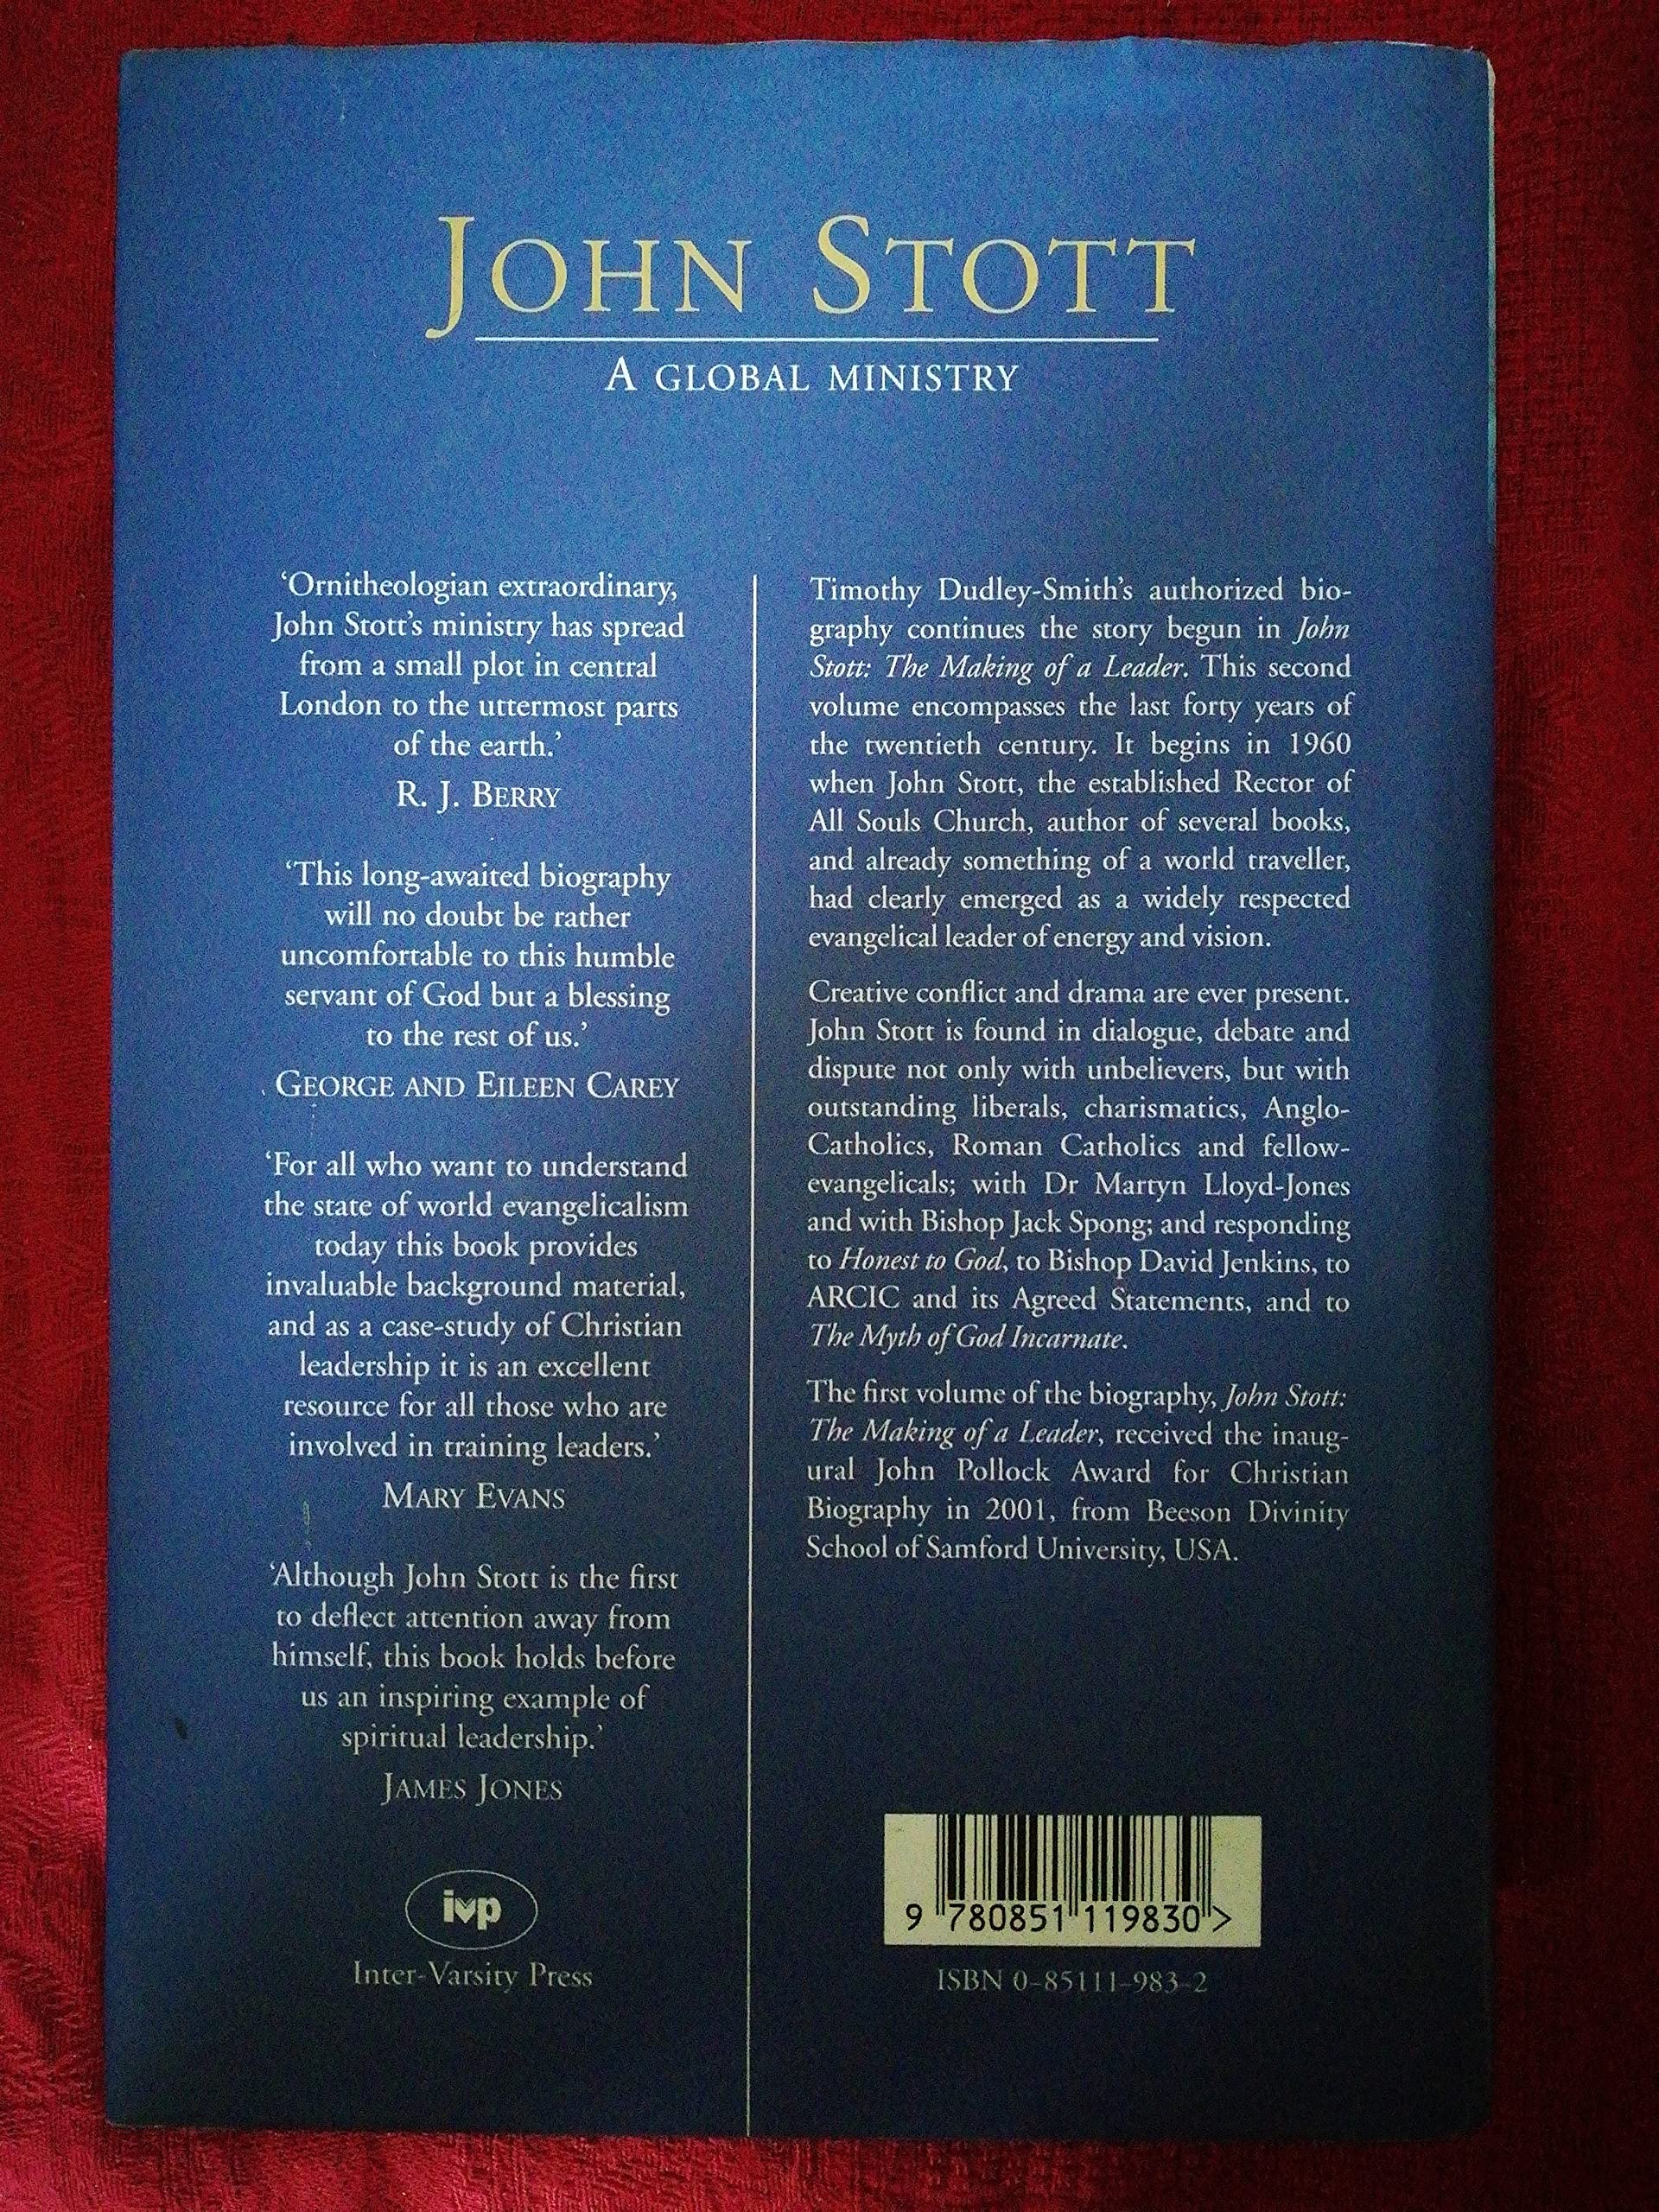 JOHN STOTT
A GLOBAL MINISTRY
‘Ornitheologian extraordinary,
John Stott’s ministry has spread
from a small plot in central
London to the uttermost parts
of the earth.’
R. J. BERRY
‘This long-awaited biography
will no doubt be rather
uncomfortable to this humble
servant of God but a blessing
to the rest of us.’
GEORGE AND EILEEN CAREY
‘For all who want to understand
the state of world evangelicalism
today this book provides
invaluable background material,
and as a case-study of Christian
leadership it is an excellent
resource for all those who are
involved in training leaders.’
MARY EVANS
‘Although John Stott is the first
to deflect attention away from
himself, this book holds before
us an inspiring example of
spiritual leadership.’
JAMES JONES
ivp
Inter-Varsity Press
Timothy Dudley-Smith’s authorized bio-
graphy continues the story begun in John
Stott: The Making of a Leader. This second
volume encompasses the last forty years of
the twentieth century. It begins in 1960
when John Stott, the established Rector of
All Souls Church, author of several books,
and already something of a world traveller,
had clearly emerged as a widely respected
evangelical leader of energy and vision.
Creative conflict and drama are ever present.
John Stott is found in dialogue, debate and
dispute not only with unbelievers, but with
outstanding liberals, charismatics, Anglo-
Catholics, Roman Catholics and fellow-
evangelicals; with Dr Martyn Lloyd-Jones
and with Bishop Jack Spong; and responding
to Honest to God, to Bishop David Jenkins, to
ARCIC and its Agreed Statements, and to
The Myth of God Incarnate.
The first volume of the biography, John Stott:
The Making of a Leader, received the inaug-
ural John Pollock Award for Christian
Biography in 2001, from Beeson Divinity
School of Samford University, USA.
9 780851 119830 >
ISBN 0-85111-983-2